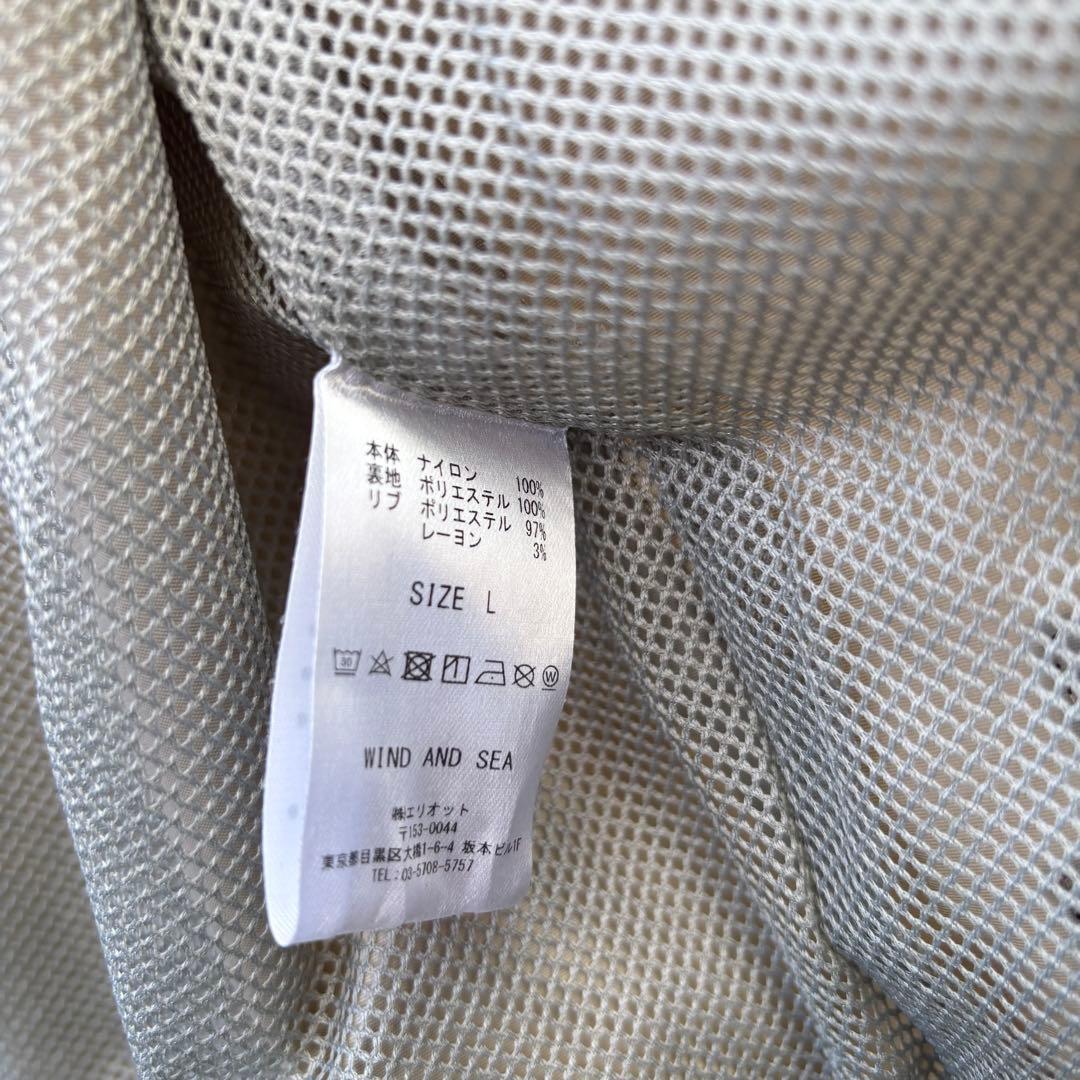 本体 ナイロン 100%
裏地 ポリエステル 100%
リブ ポリエステル 97%
レーヨン 3%
SIZE L
30 W
WIND AND SEA
㈱エリオット
〒153-0044
東京都目黒区大橋1-6-4 坂本ビル1F
TEL:03-5708-5757